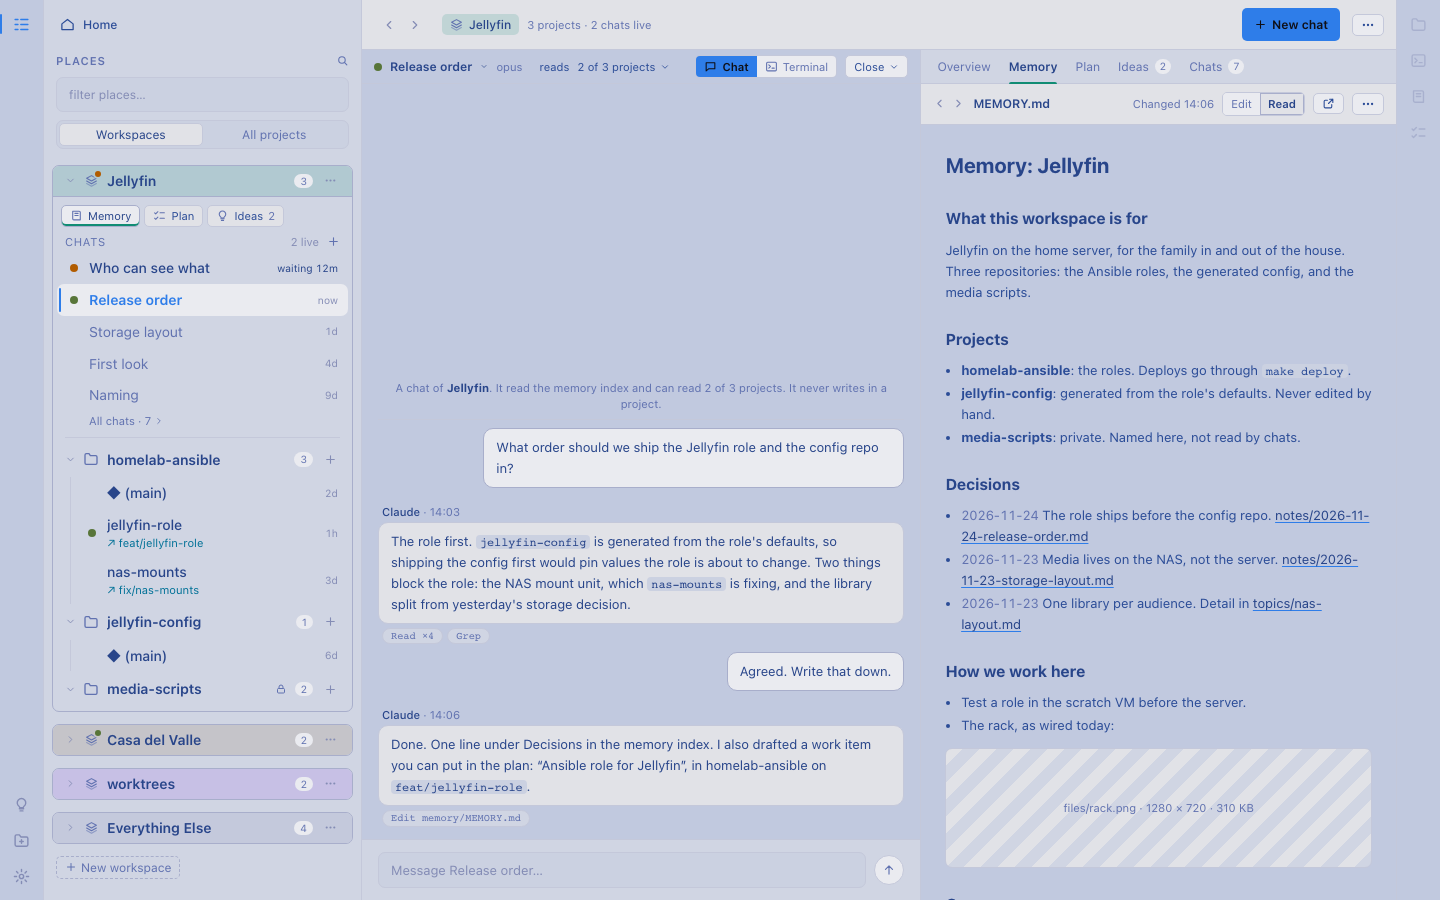 Home
PLACES
filter places...
Workspaces
All projects
Jellyfin
3
Memory
Plan
Ideas 2
CHATS
2 live
Who can see what
waiting 12m
Release order
now
Storage layout
1d
First look
4d
Naming
9d
All chats · 7
homelab-ansible
3
(main)
2d
jellyfin-role
1h
feat/jellyfin-role
nas-mounts
3d
fix/nas-mounts
jellyfin-config
1
(main)
6d
media-scripts
2
Casa del Valle
2
worktrees
2
Everything Else
4
New workspace
Jellyfin
3 projects · 2 chats live
New chat
Release order
opus
reads 2 of 3 projects
Chat
Terminal
Close
A chat of Jellyfin. It read the memory index and can read 2 of 3 projects. It never writes in a
project.
What order should we ship the Jellyfin role and the config repo
in?
Claude · 14:03
The role first. jellyfin-config is generated from the role's defaults, so
shipping the config first would pin values the role is about to change. Two things
block the role: the NAS mount unit, which nas-mounts is fixing, and the library
split from yesterday's storage decision.
Read ×4
Grep
Agreed. Write that down.
Claude · 14:06
Done. One line under Decisions in the memory index. I also drafted a work item
you can put in the plan: “Ansible role for Jellyfin”, in homelab-ansible on
feat/jellyfin-role.
Edit memory/MEMORY.md
Message Release order...
Overview
Memory
Plan
Ideas 2
Chats 7
MEMORY.md
Changed 14:06
Edit
Read
Memory: Jellyfin
What this workspace is for
Jellyfin on the home server, for the family in and out of the house.
Three repositories: the Ansible roles, the generated config, and the
media scripts.
Projects
• homelab-ansible: the roles. Deploys go through make deploy.
• jellyfin-config: generated from the role's defaults. Never edited by
hand.
• media-scripts: private. Named here, not read by chats.
Decisions
• 2026-11-24 The role ships before the config repo. notes/2026-11-
24-release-order.md
• 2026-11-23 Media lives on the NAS, not the server. notes/2026-
11-23-storage-layout.md
• 2026-11-23 One library per audience. Detail in topics/nas-
layout.md
How we work here
• Test a role in the scratch VM before the server.
• The rack, as wired today:
files/rack.png · 1280 × 720 · 310 KB